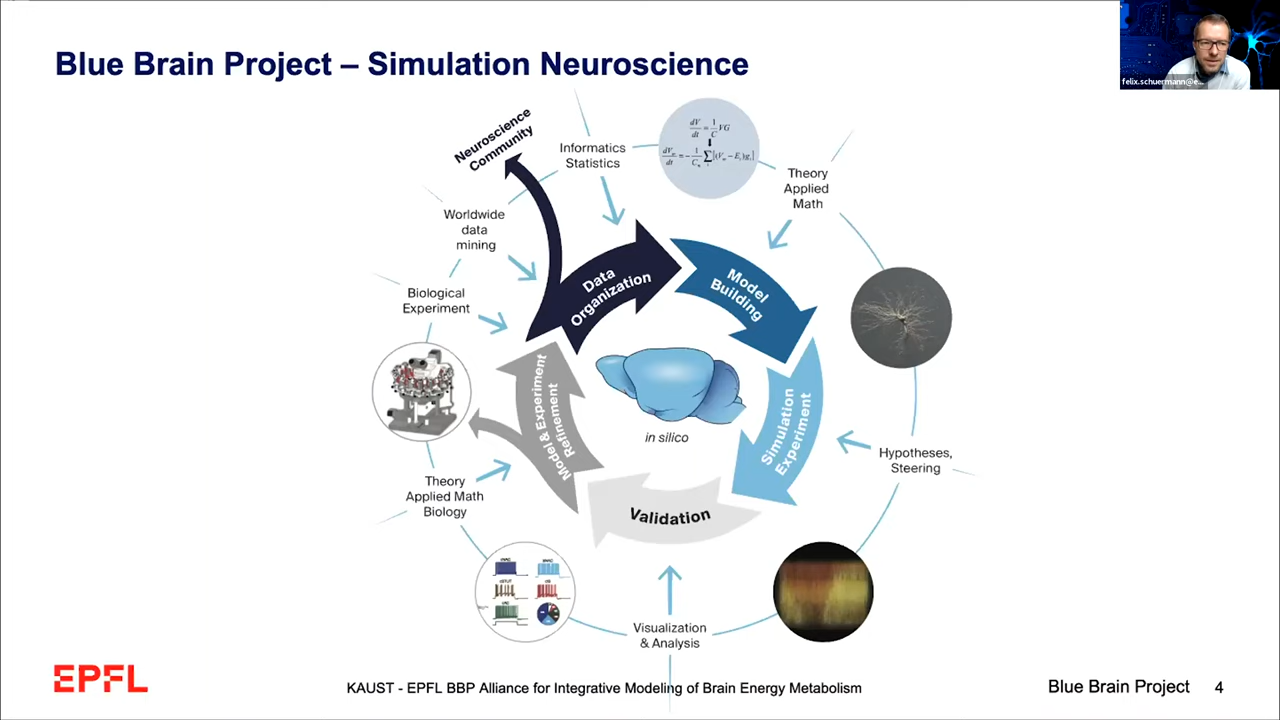 Blue Brain Project – Simulation Neuroscience
felix.schuermann@e...
Neuroscience
Community
Informatics
Statistics
Theory
Applied
Math
Worldwide
data
mining
Biological
Experiment
Data
Organization
Model
Building
Simulation
Experiment
Validation
Model & Experiment
Refinement
in silico
Hypotheses,
Steering
Theory
Applied Math
Biology
Visualization
& Analysis
EPFL
KAUST - EPFL BBP Alliance for Integrative Modeling of Brain Energy Metabolism
Blue Brain Project 4